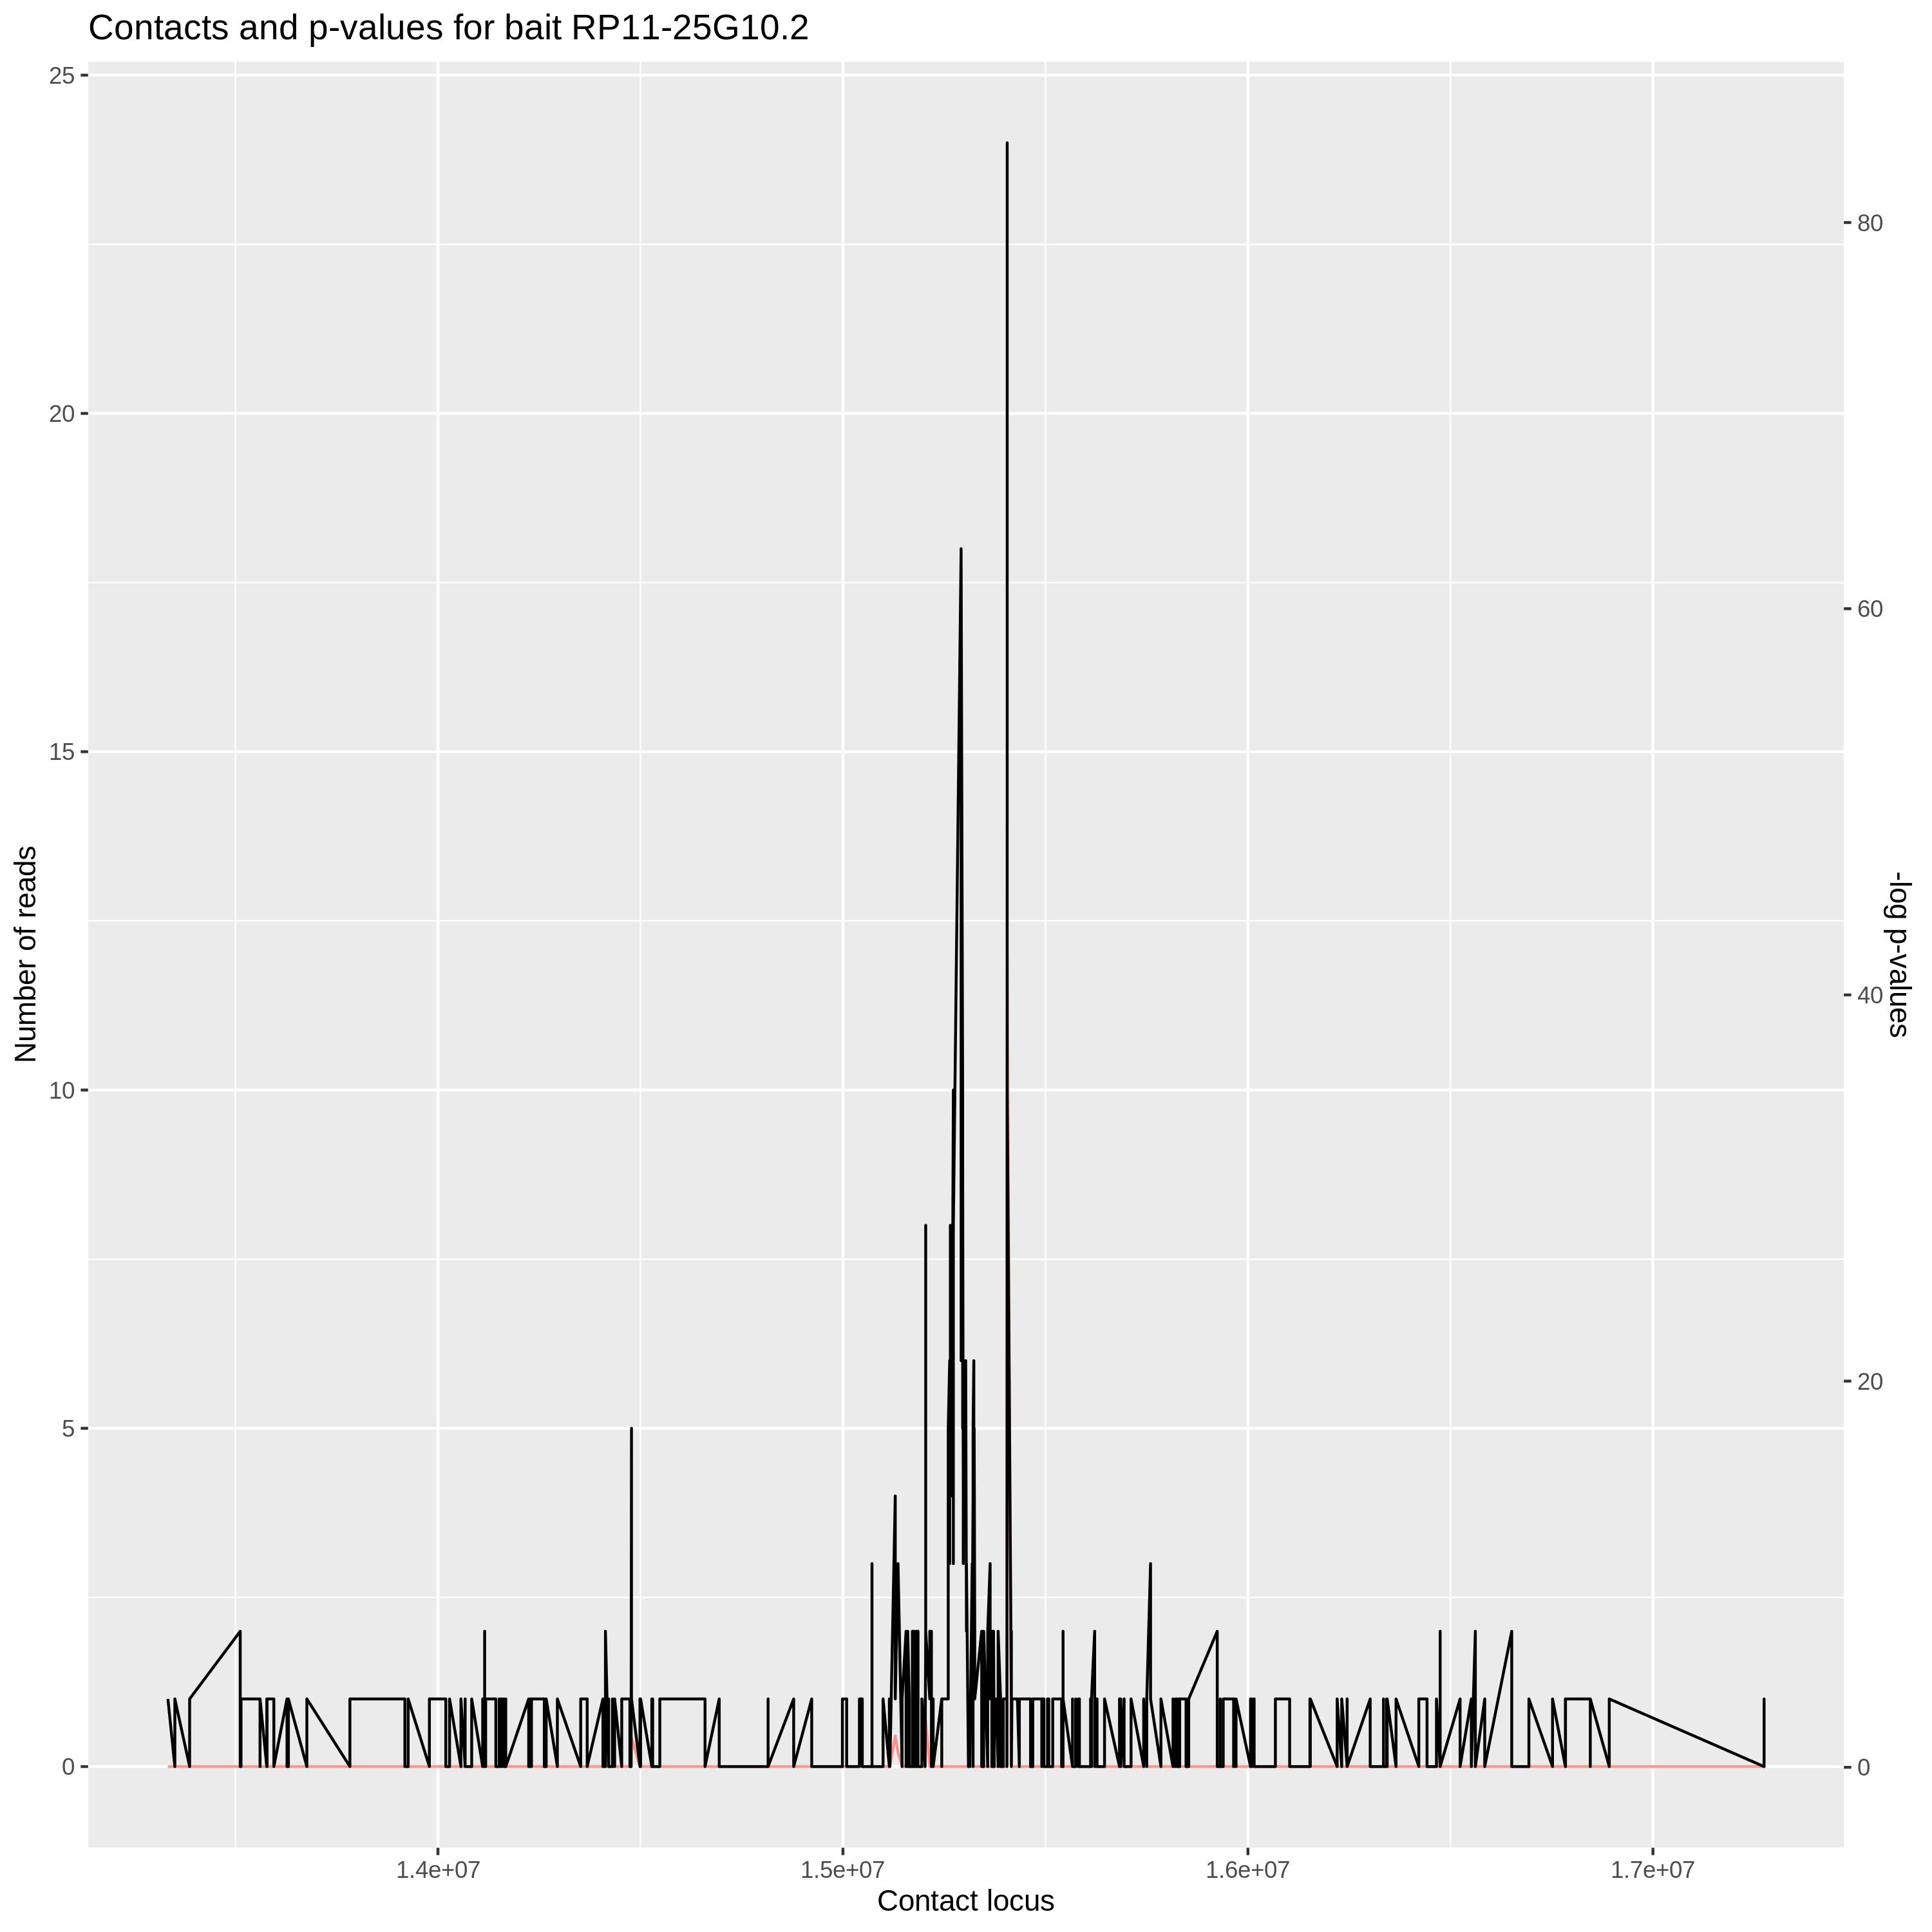 Contacts and p-values for bait RP11-25G10.2
25
20
15
10
5
0
Number of reads
80
60
40
20
0
-log p-values
1.4e+07 1.5e+07 1.6e+07 1.7e+07
Contact locus